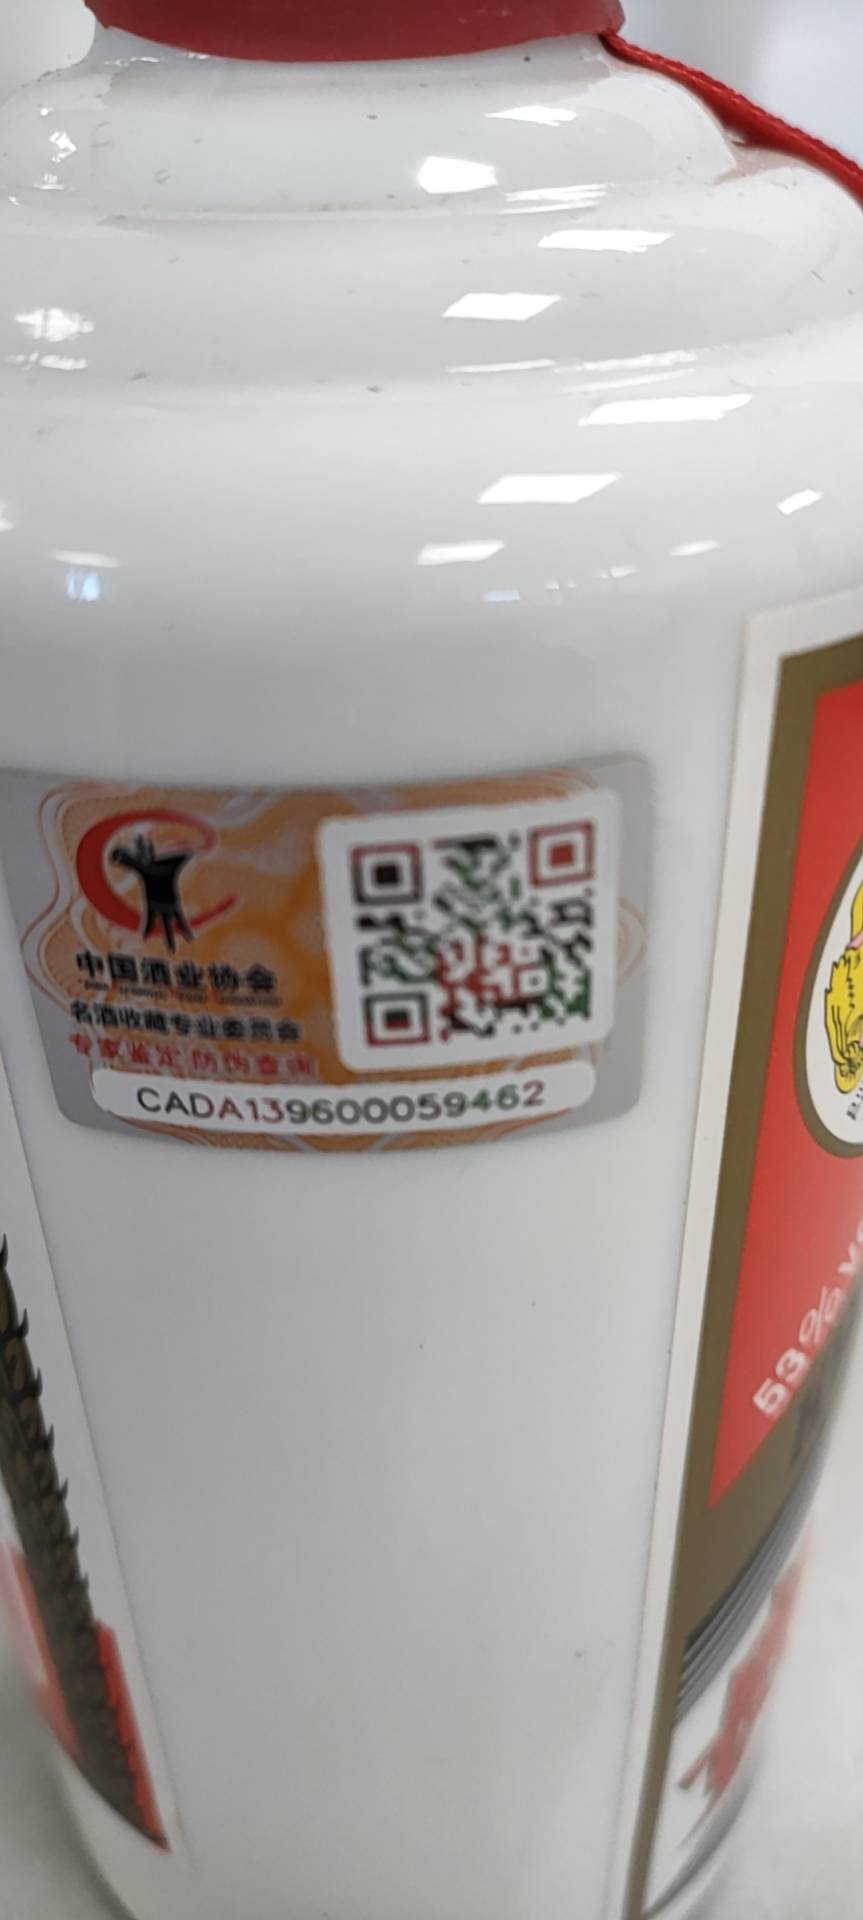 中国酒业协会
名酒收藏专业委员会
专家鉴定 防伪查询
CADA139600059462
53%